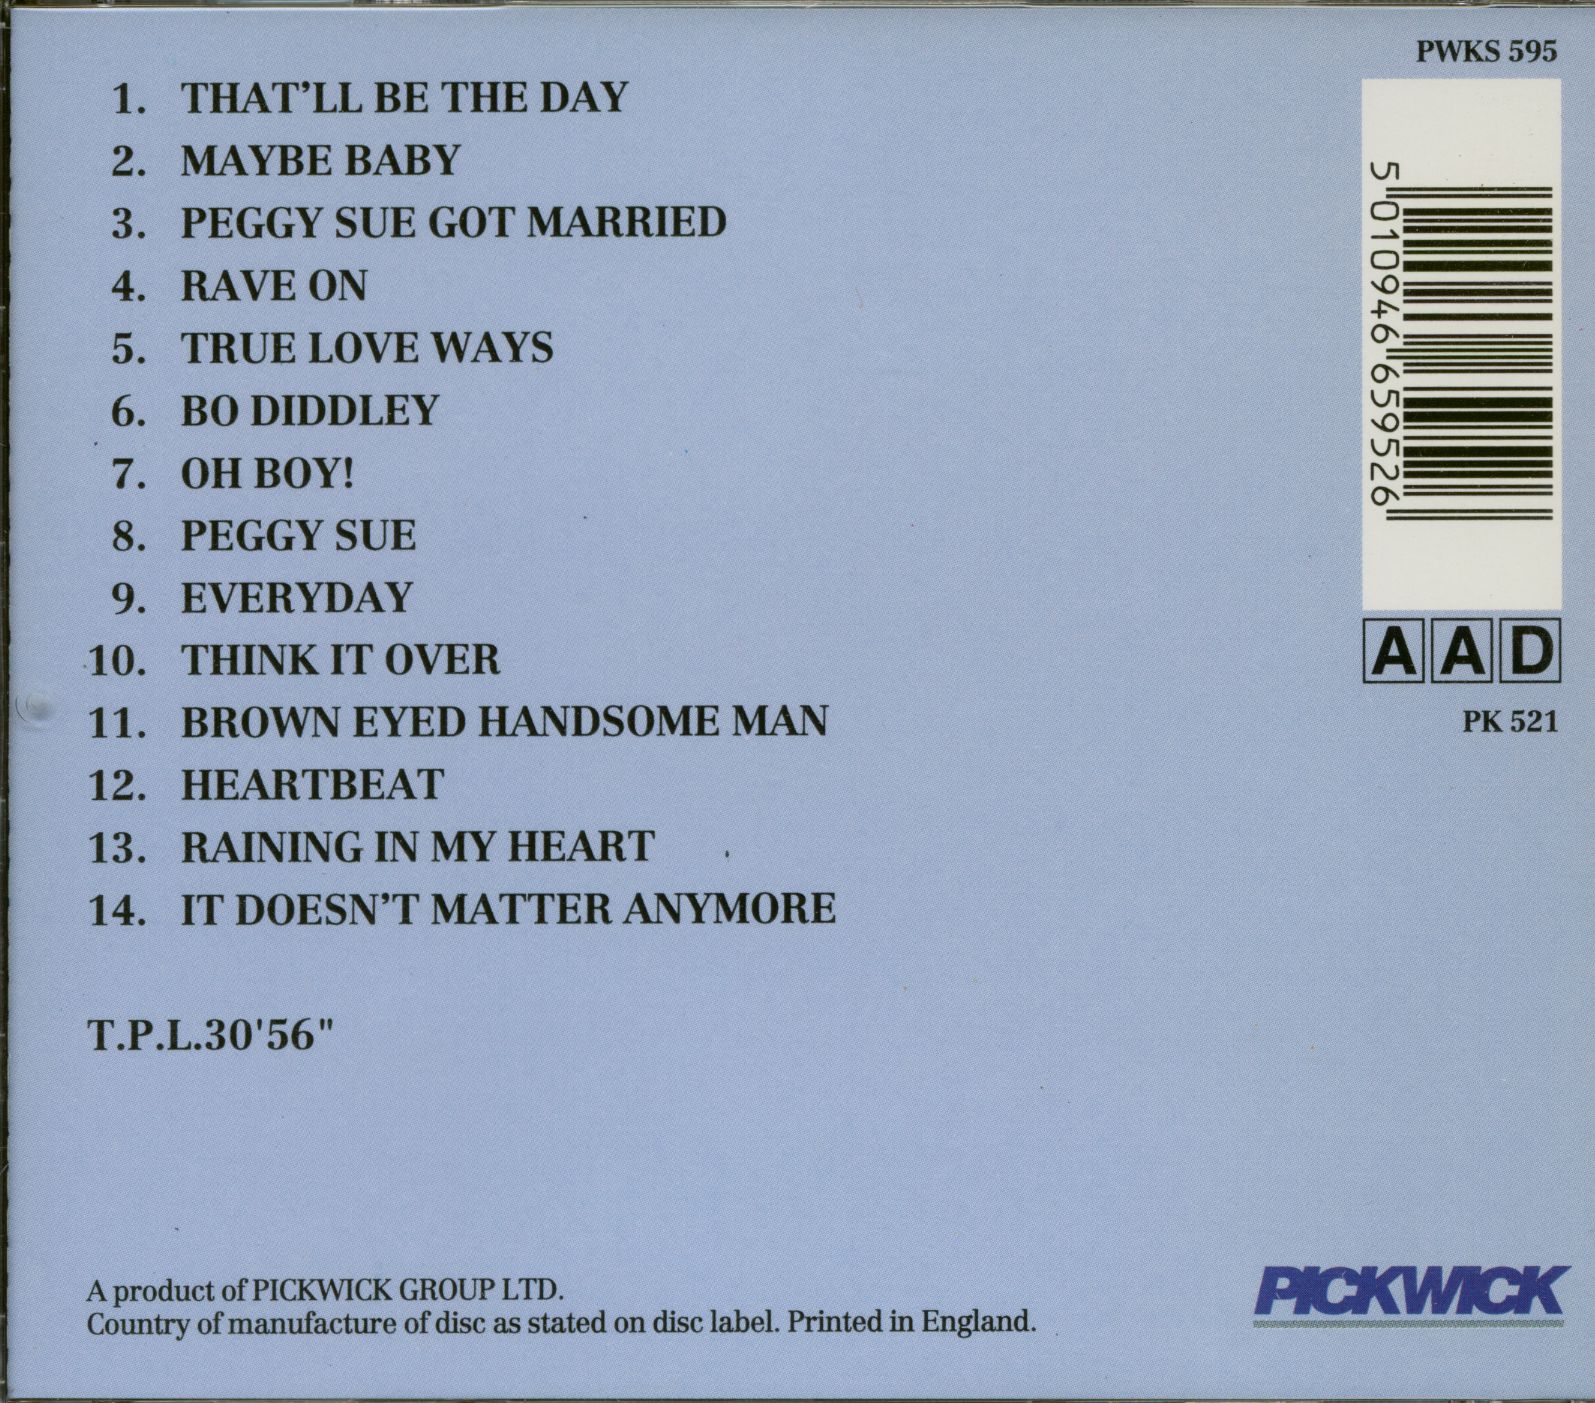 PWKS 595
1. THAT'LL BE THE DAY
2. MAYBE BABY
3. PEGGY SUE GOT MARRIED
4. RAVE ON
5. TRUE LOVE WAYS
6. BO DIDDLEY
7. OH BOY!
8. PEGGY SUE
9. EVERYDAY
10. THINK IT OVER
11. BROWN EYED HANDSOME MAN
12. HEARTBEAT
13. RAINING IN MY HEART
14. IT DOESN'T MATTER ANYMORE
5 010946 659526
AAD
PK 521
T.P.L.30'56"
A product of PICKWICK GROUP LTD.
Country of manufacture of disc as stated on disc label. Printed in England.
PICKWICK